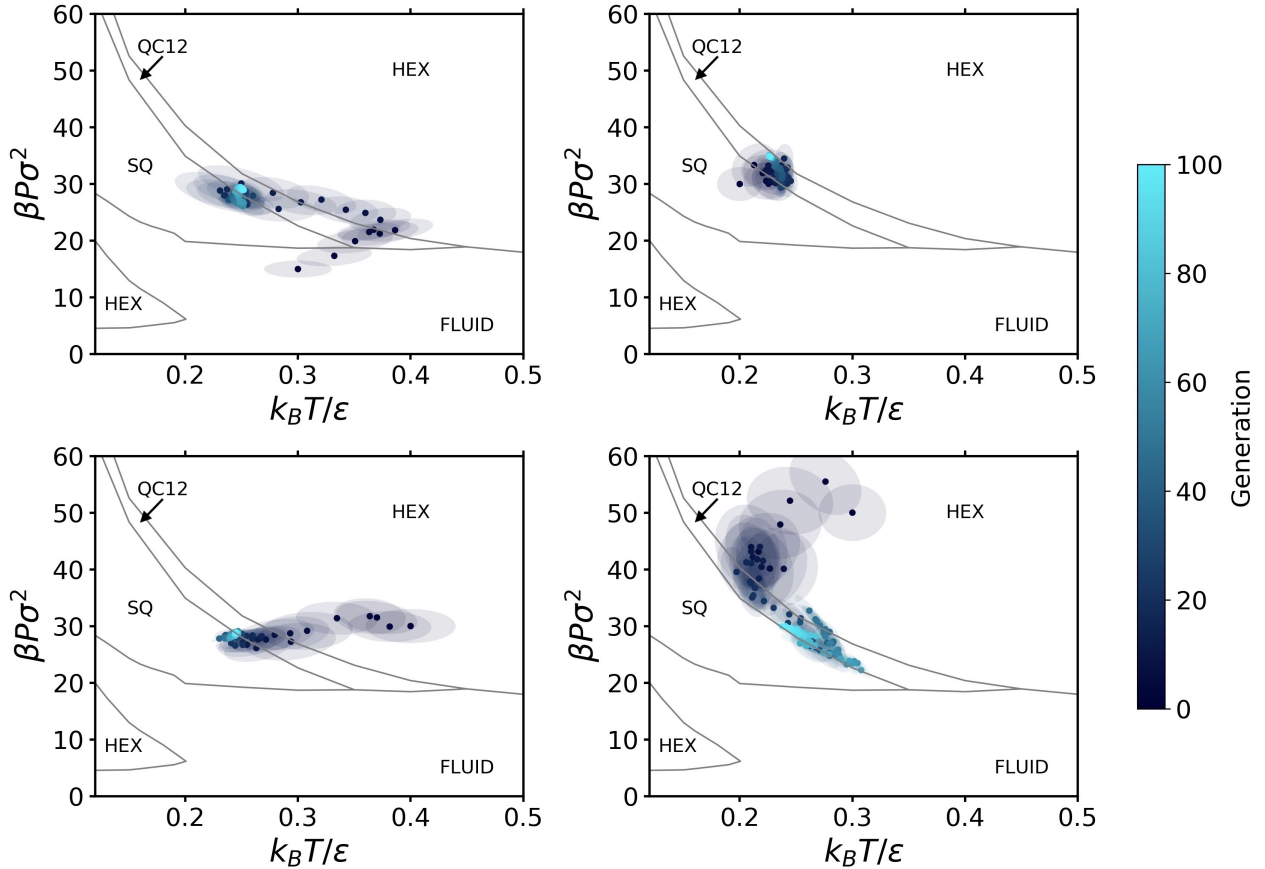 60
50
40
30
20
10
0
QC12
HEX
SQ
HEX
FLUID
0.2
0.3
0.4
0.5
k_BT/ε
βPσ²
60
50
40
30
20
10
0
QC12
HEX
SQ
HEX
FLUID
0.2
0.3
0.4
0.5
k_BT/ε
βPσ²
60
50
40
30
20
10
0
QC12
HEX
SQ
HEX
FLUID
0.2
0.3
0.4
0.5
k_BT/ε
βPσ²
60
50
40
30
20
10
0
QC12
HEX
SQ
HEX
FLUID
0.2
0.3
0.4
0.5
k_BT/ε
βPσ²
100
80
60
40
20
0
Generation